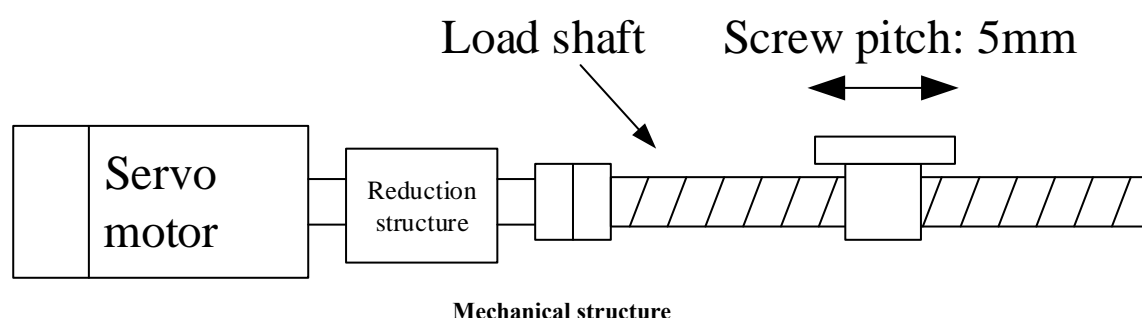 Load shaft
Screw pitch: 5mm
Servo
motor
Reduction
structure
Mechanical structure